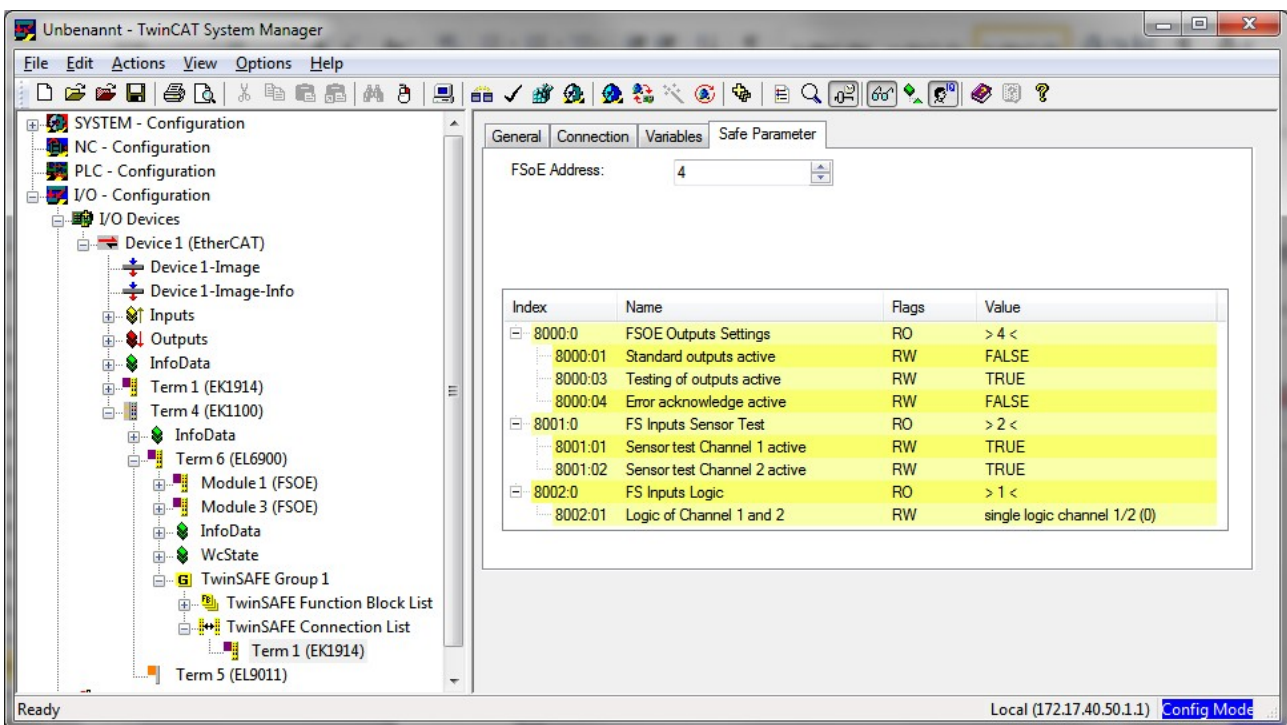 Unbenannt - TwinCAT System Manager
File Edit Actions View Options Help
SYSTEM - Configuration
NC - Configuration
PLC - Configuration
I/O - Configuration
I/O Devices
Device 1 (EtherCAT)
Device 1-Image
Device 1-Image-Info
Inputs
Outputs
InfoData
Term 1 (EK1914)
Term 4 (EK1100)
InfoData
Term 6 (EL6900)
Module 1 (FSOE)
Module 3 (FSOE)
InfoData
WcState
TwinSAFE Group 1
TwinSAFE Function Block List
TwinSAFE Connection List
Term 1 (EK1914)
Term 5 (EL9011)
General Connection Variables Safe Parameter
FSoE Address: 4
Index Name Flags Value
8000:0 FSOE Outputs Settings RO > 4 <
8000:01 Standard outputs active RW FALSE
8000:03 Testing of outputs active RW TRUE
8000:04 Error acknowledge active RW FALSE
8001:0 FS Inputs Sensor Test RO > 2 <
8001:01 Sensor test Channel 1 active RW TRUE
8001:02 Sensor test Channel 2 active RW TRUE
8002:0 FS Inputs Logic RO > 1 <
8002:01 Logic of Channel 1 and 2 RW single logic channel 1/2 (0)
Ready Local (172.17.40.50.1.1) Config Mode